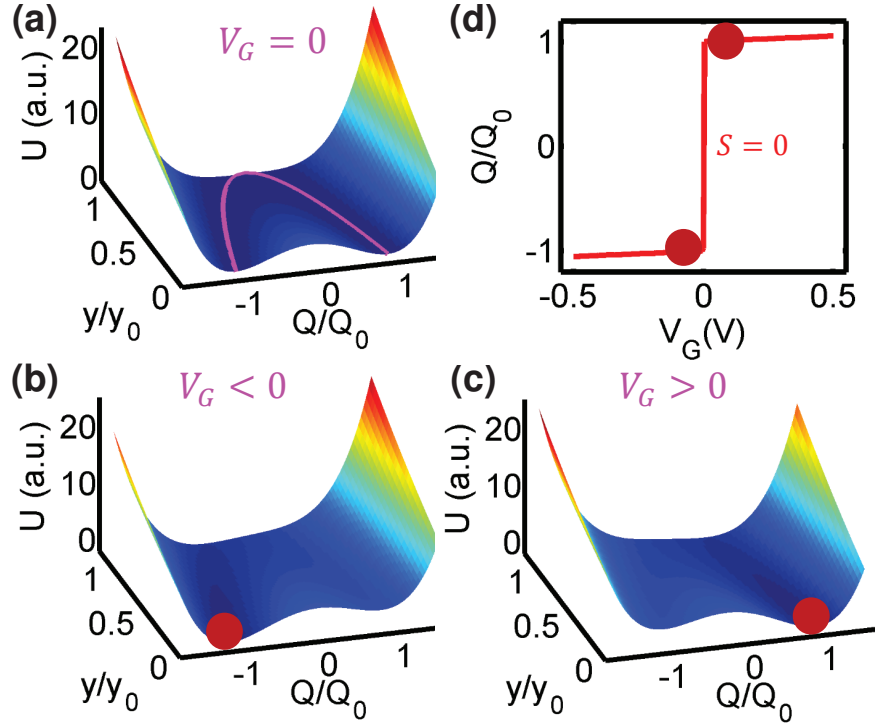 (a)
V_G = 0
U (a.u.)
20
10
0
1
0.5
0
y/y_0
-1
0
1
Q/Q_0
(d)
Q/Q_0
1
0
-1
S = 0
-0.5
0
0.5
V_G(V)
(b)
V_G < 0
U (a.u.)
20
10
0
1
0.5
0
y/y_0
-1
0
1
Q/Q_0
(c)
V_G > 0
U (a.u.)
20
10
0
1
0.5
0
y/y_0
-1
0
1
Q/Q_0